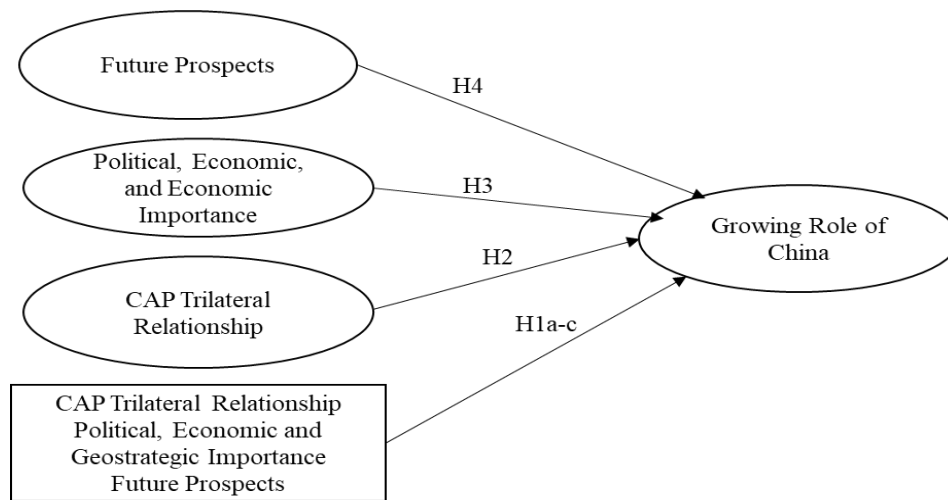 Future Prospects
H4
Political, Economic,
and Economic
Importance
H3
Growing Role of
China
H2
CAP Trilateral
Relationship
H1a-c
CAP Trilateral Relationship
Political, Economic and
Geostrategic Importance
Future Prospects